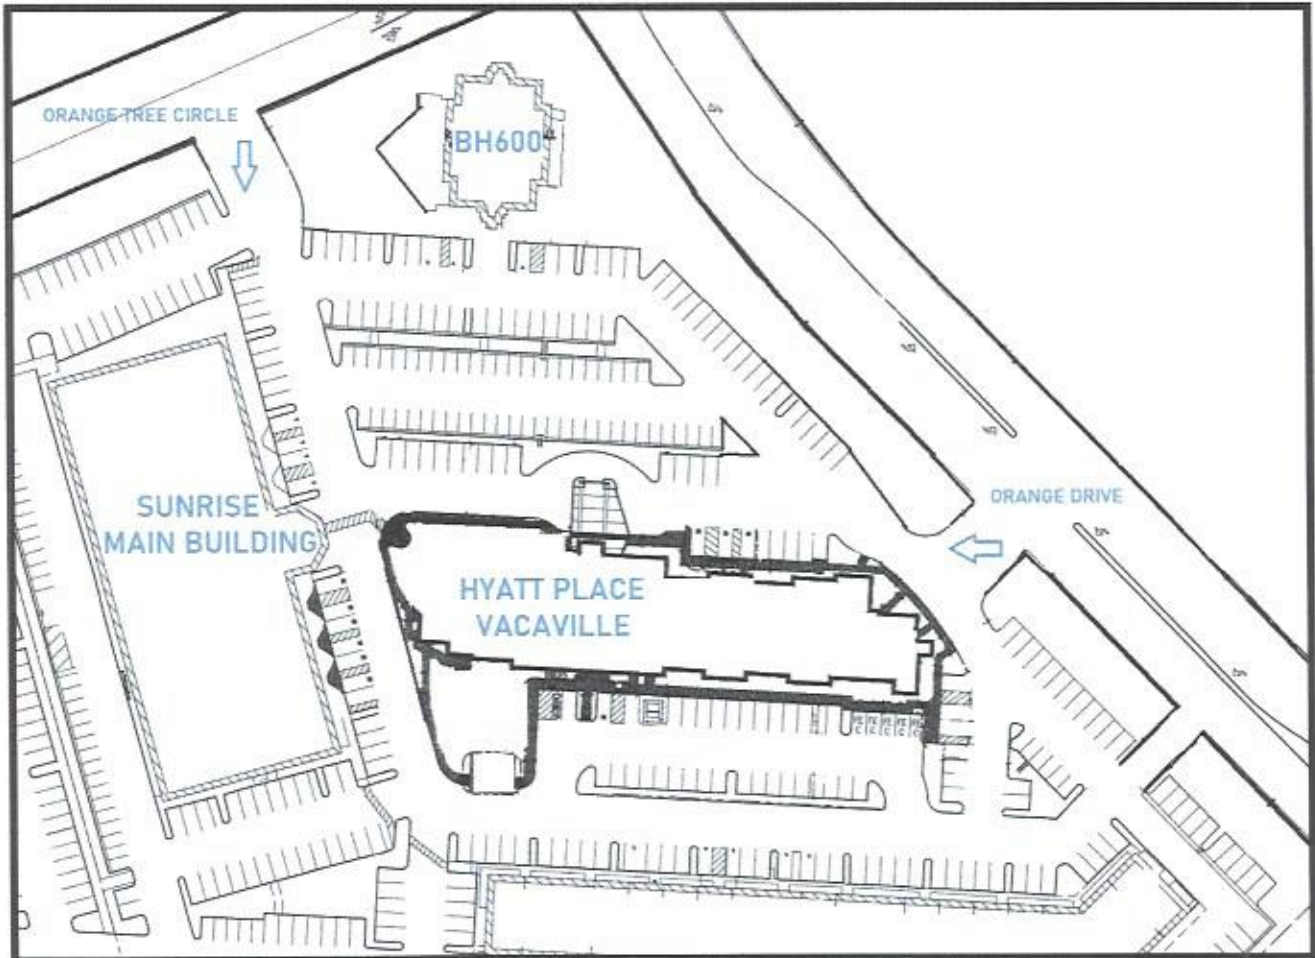 ORANGE TREE CIRCLE
BH600
SUNRISE
MAIN BUILDING
ORANGE DRIVE
HYATT PLACE
VACAVILLE